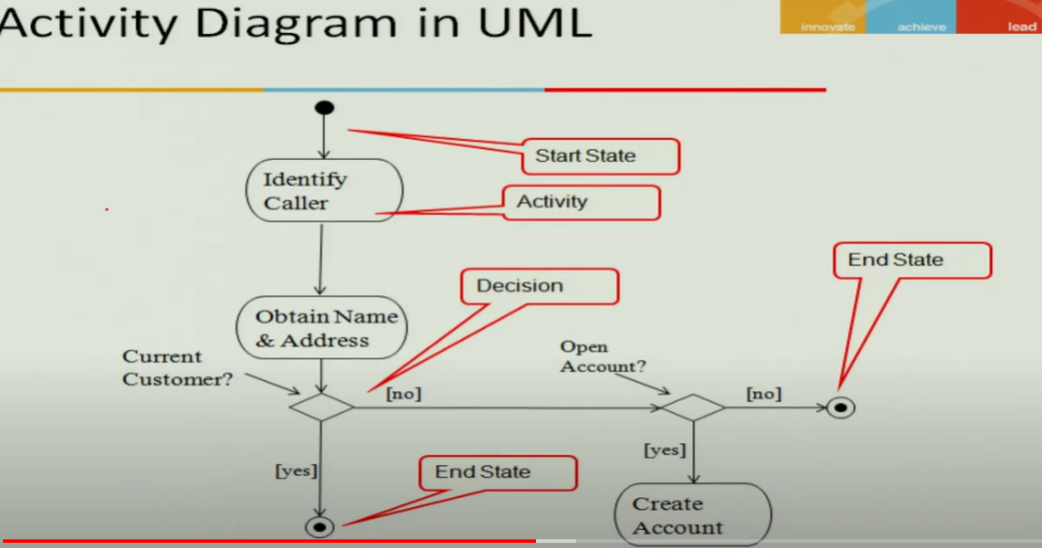 Activity Diagram in UML
innovate achieve lead
Start State
Identify
Caller
Activity
End State
Decision
Obtain Name
& Address
Current
Customer?
Open
Account?
[no]
[no]
[yes]
[yes]
End State
Create
Account